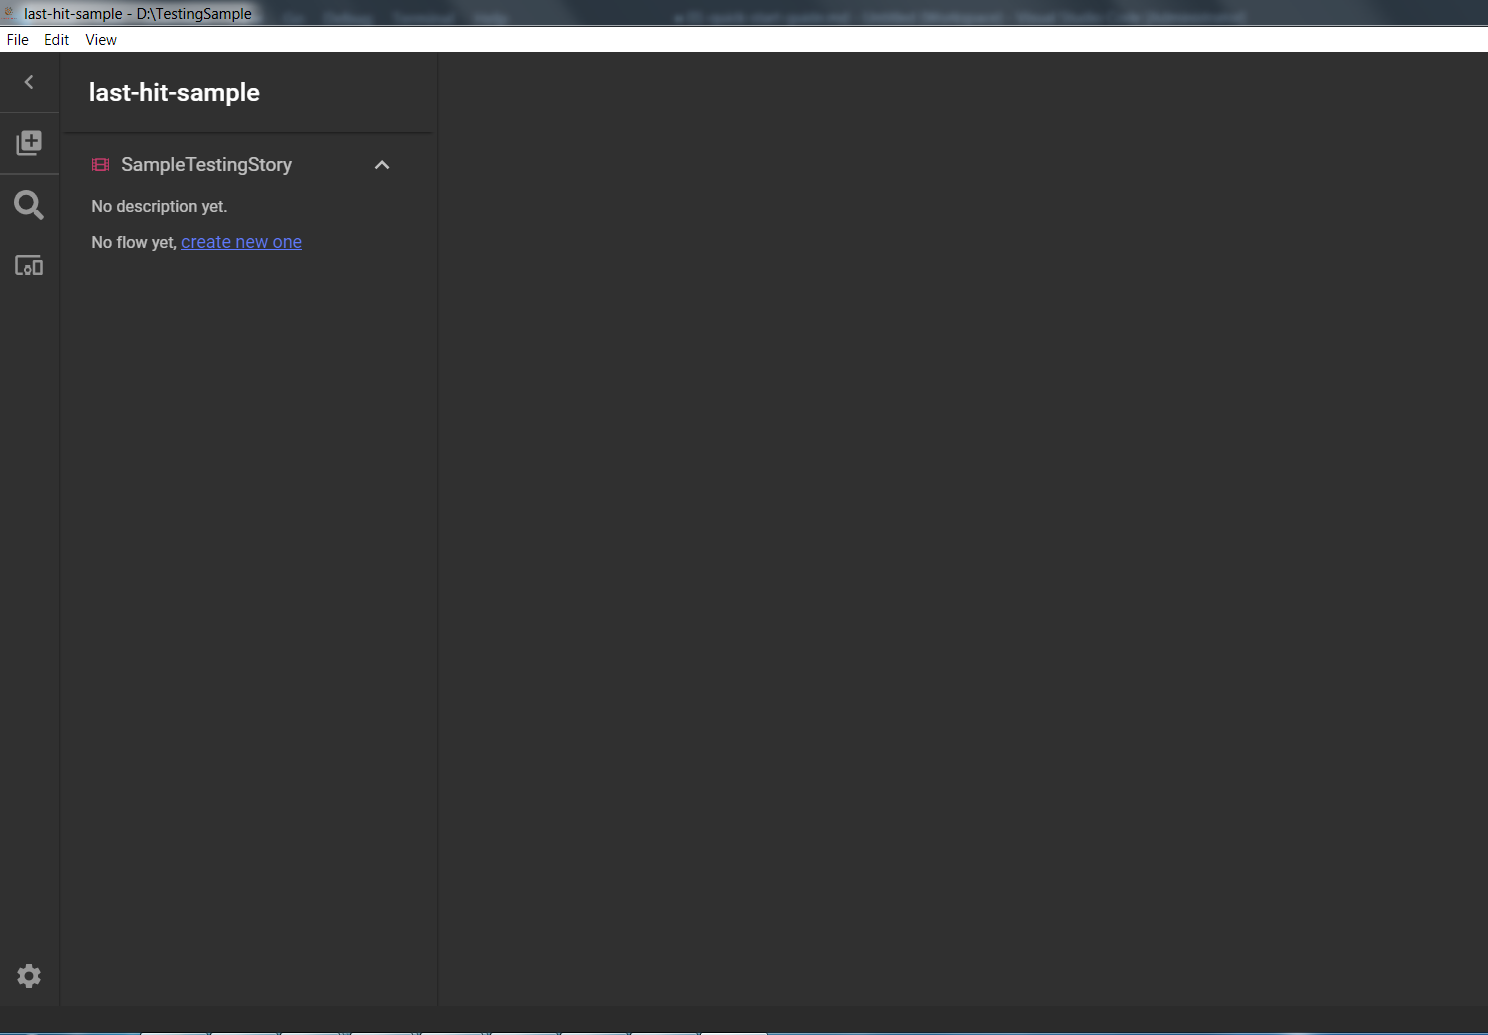 last-hit-sample - D:\TestingSample
File Edit View
last-hit-sample
SampleTestingStory
No description yet.
No flow yet, create new one